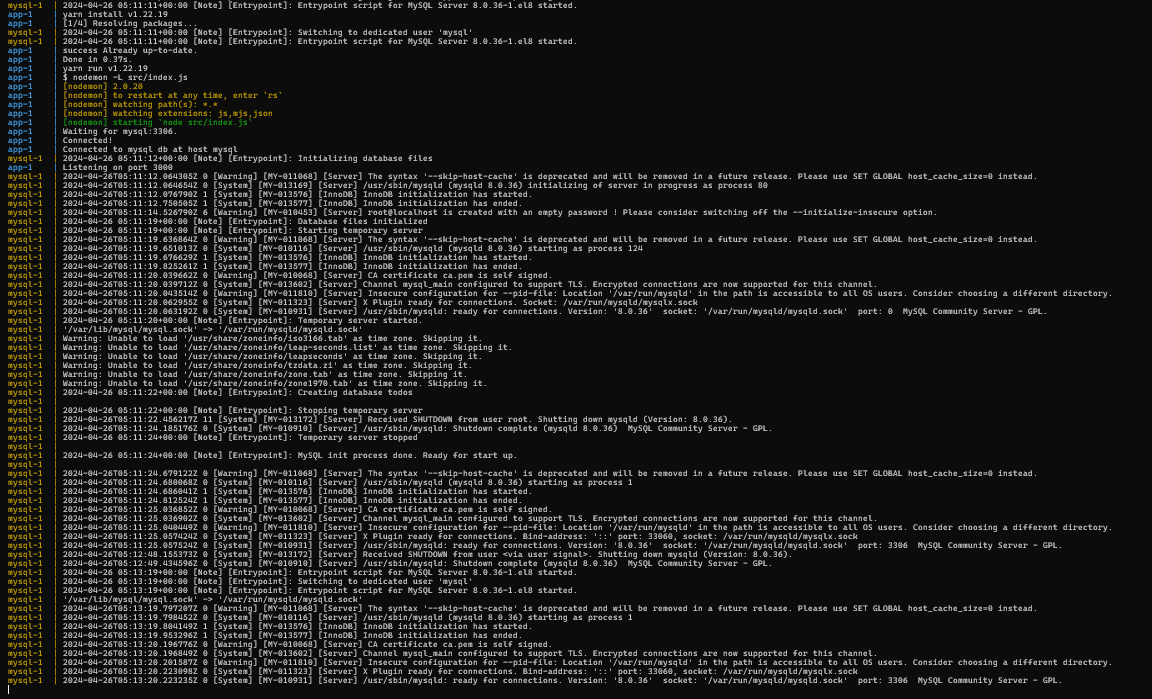 mysql-1 | 2024-04-26 05:11:11+00:00 [Note] [Entrypoint]: Entrypoint script for MySQL Server 8.0.36-1.el8 started.
app-1 | yarn install v1.22.19
app-1 | [1/4] Resolving packages...
mysql-1 | 2024-04-26 05:11:11+00:00 [Note] [Entrypoint]: Switching to dedicated user 'mysql'
mysql-1 | 2024-04-26 05:11:11+00:00 [Note] [Entrypoint]: Entrypoint script for MySQL Server 8.0.36-1.el8 started.
app-1 | success Already up-to-date.
app-1 | Done in 0.37s.
app-1 | yarn run v1.22.19
app-1 | $ nodemon -L src/index.js
app-1 | [nodemon] 2.0.20
app-1 | [nodemon] to restart at any time, enter `rs`
app-1 | [nodemon] watching path(s): *.*
app-1 | [nodemon] watching extensions: js,mjs,json
app-1 | [nodemon] starting `node src/index.js`
app-1 | Waiting for mysql:3306.
app-1 | Connected!
app-1 | Connected to mysql db at host mysql
mysql-1 | 2024-04-26 05:11:12+00:00 [Note] [Entrypoint]: Initializing database files
app-1 | Listening on port 3000
mysql-1 | 2024-04-26T05:11:12.064305Z 0 [Warning] [MY-011068] [Server] The syntax '--skip-host-cache' is deprecated and will be removed in a future release. Please use SET GLOBAL host_cache_size=0 instead.
mysql-1 | 2024-04-26T05:11:12.064654Z 0 [System] [MY-013169] [Server] /usr/sbin/mysqld (mysqld 8.0.36) initializing of server in progress as process 80
mysql-1 | 2024-04-26T05:11:12.076790Z 1 [System] [MY-013576] [InnoDB] InnoDB initialization has started.
mysql-1 | 2024-04-26T05:11:12.750505Z 1 [System] [MY-013577] [InnoDB] InnoDB initialization has ended.
mysql-1 | 2024-04-26T05:11:14.526790Z 6 [Warning] [MY-010453] [Server] root@localhost is created with an empty password ! Please consider switching off the --initialize-insecure option.
mysql-1 | 2024-04-26 05:11:19+00:00 [Note] [Entrypoint]: Database files initialized
mysql-1 | 2024-04-26 05:11:19+00:00 [Note] [Entrypoint]: Starting temporary server
mysql-1 | 2024-04-26T05:11:19.636864Z 0 [Warning] [MY-011068] [Server] The syntax '--skip-host-cache' is deprecated and will be removed in a future release. Please use SET GLOBAL host_cache_size=0 instead.
mysql-1 | 2024-04-26T05:11:19.651013Z 0 [System] [MY-010116] [Server] /usr/sbin/mysqld (mysqld 8.0.36) starting as process 124
mysql-1 | 2024-04-26T05:11:19.676629Z 1 [System] [MY-013576] [InnoDB] InnoDB initialization has started.
mysql-1 | 2024-04-26T05:11:19.825261Z 1 [System] [MY-013577] [InnoDB] InnoDB initialization has ended.
mysql-1 | 2024-04-26T05:11:20.039662Z 0 [Warning] [MY-010068] [Server] CA certificate ca.pem is self signed.
mysql-1 | 2024-04-26T05:11:20.039712Z 0 [System] [MY-013602] [Server] Channel mysql_main configured to support TLS. Encrypted connections are now supported for this channel.
mysql-1 | 2024-04-26T05:11:20.043514Z 0 [Warning] [MY-011810] [Server] Insecure configuration for --pid-file: Location '/var/run/mysqld' in the path is accessible to all OS users. Consider choosing a different directory.
mysql-1 | 2024-04-26T05:11:20.062955Z 0 [System] [MY-011323] [Server] X Plugin ready for connections. Socket: /var/run/mysqld/mysqlx.sock
mysql-1 | 2024-04-26T05:11:20.063192Z 0 [System] [MY-010931] [Server] /usr/sbin/mysqld: ready for connections. Version: '8.0.36' socket: '/var/run/mysqld/mysqld.sock' port: 0 MySQL Community Server - GPL.
mysql-1 | 2024-04-26 05:11:20+00:00 [Note] [Entrypoint]: Temporary server started.
mysql-1 | '/var/lib/mysql/mysql.sock' -> '/var/run/mysqld/mysqld.sock'
mysql-1 | Warning: Unable to load '/usr/share/zoneinfo/iso3166.tab' as time zone. Skipping it.
mysql-1 | Warning: Unable to load '/usr/share/zoneinfo/leap-seconds.list' as time zone. Skipping it.
mysql-1 | Warning: Unable to load '/usr/share/zoneinfo/leapseconds' as time zone. Skipping it.
mysql-1 | Warning: Unable to load '/usr/share/zoneinfo/tzdata.zi' as time zone. Skipping it.
mysql-1 | Warning: Unable to load '/usr/share/zoneinfo/zone.tab' as time zone. Skipping it.
mysql-1 | Warning: Unable to load '/usr/share/zoneinfo/zone1970.tab' as time zone. Skipping it.
mysql-1 | 2024-04-26 05:11:22+00:00 [Note] [Entrypoint]: Creating database todos
mysql-1 |
mysql-1 | 2024-04-26 05:11:22+00:00 [Note] [Entrypoint]: Stopping temporary server
mysql-1 | 2024-04-26T05:11:22.456217Z 11 [System] [MY-013172] [Server] Received SHUTDOWN from user root. Shutting down mysqld (Version: 8.0.36).
mysql-1 | 2024-04-26T05:11:24.185176Z 0 [System] [MY-010910] [Server] /usr/sbin/mysqld: Shutdown complete (mysqld 8.0.36) MySQL Community Server - GPL.
mysql-1 | 2024-04-26 05:11:24+00:00 [Note] [Entrypoint]: Temporary server stopped
mysql-1 |
mysql-1 | 2024-04-26 05:11:24+00:00 [Note] [Entrypoint]: MySQL init process done. Ready for start up.
mysql-1 |
mysql-1 | 2024-04-26T05:11:24.679122Z 0 [Warning] [MY-011068] [Server] The syntax '--skip-host-cache' is deprecated and will be removed in a future release. Please use SET GLOBAL host_cache_size=0 instead.
mysql-1 | 2024-04-26T05:11:24.680068Z 0 [System] [MY-010116] [Server] /usr/sbin/mysqld (mysqld 8.0.36) starting as process 1
mysql-1 | 2024-04-26T05:11:24.686041Z 1 [System] [MY-013576] [InnoDB] InnoDB initialization has started.
mysql-1 | 2024-04-26T05:11:24.812524Z 1 [System] [MY-013577] [InnoDB] InnoDB initialization has ended.
mysql-1 | 2024-04-26T05:11:25.036852Z 0 [Warning] [MY-010068] [Server] CA certificate ca.pem is self signed.
mysql-1 | 2024-04-26T05:11:25.036902Z 0 [System] [MY-013602] [Server] Channel mysql_main configured to support TLS. Encrypted connections are now supported for this channel.
mysql-1 | 2024-04-26T05:11:25.040449Z 0 [Warning] [MY-011810] [Server] Insecure configuration for --pid-file: Location '/var/run/mysqld' in the path is accessible to all OS users. Consider choosing a different directory.
mysql-1 | 2024-04-26T05:11:25.057424Z 0 [System] [MY-011323] [Server] X Plugin ready for connections. Bind-address: '::' port: 33060, socket: /var/run/mysqld/mysqlx.sock
mysql-1 | 2024-04-26T05:11:25.057524Z 0 [System] [MY-010931] [Server] /usr/sbin/mysqld: ready for connections. Version: '8.0.36' socket: '/var/run/mysqld/mysqld.sock' port: 3306 MySQL Community Server - GPL.
mysql-1 | 2024-04-26T05:12:48.155373Z 0 [System] [MY-013172] [Server] Received SHUTDOWN from user <via user signal>. Shutting down mysqld (Version: 8.0.36).
mysql-1 | 2024-04-26T05:12:49.434596Z 0 [System] [MY-010910] [Server] /usr/sbin/mysqld: Shutdown complete (mysqld 8.0.36) MySQL Community Server - GPL.
mysql-1 | 2024-04-26 05:13:19+00:00 [Note] [Entrypoint]: Entrypoint script for MySQL Server 8.0.36-1.el8 started.
mysql-1 | 2024-04-26 05:13:19+00:00 [Note] [Entrypoint]: Switching to dedicated user 'mysql'
mysql-1 | 2024-04-26 05:13:19+00:00 [Note] [Entrypoint]: Entrypoint script for MySQL Server 8.0.36-1.el8 started.
mysql-1 | '/var/lib/mysql/mysql.sock' -> '/var/run/mysqld/mysqld.sock'
mysql-1 | 2024-04-26T05:13:19.797207Z 0 [Warning] [MY-011068] [Server] The syntax '--skip-host-cache' is deprecated and will be removed in a future release. Please use SET GLOBAL host_cache_size=0 instead.
mysql-1 | 2024-04-26T05:13:19.798452Z 0 [System] [MY-010116] [Server] /usr/sbin/mysqld (mysqld 8.0.36) starting as process 1
mysql-1 | 2024-04-26T05:13:19.804149Z 1 [System] [MY-013576] [InnoDB] InnoDB initialization has started.
mysql-1 | 2024-04-26T05:13:19.953296Z 1 [System] [MY-013577] [InnoDB] InnoDB initialization has ended.
mysql-1 | 2024-04-26T05:13:20.196776Z 0 [Warning] [MY-010068] [Server] CA certificate ca.pem is self signed.
mysql-1 | 2024-04-26T05:13:20.196849Z 0 [System] [MY-013602] [Server] Channel mysql_main configured to support TLS. Encrypted connections are now supported for this channel.
mysql-1 | 2024-04-26T05:13:20.201587Z 0 [Warning] [MY-011810] [Server] Insecure configuration for --pid-file: Location '/var/run/mysqld' in the path is accessible to all OS users. Consider choosing a different directory.
mysql-1 | 2024-04-26T05:13:20.223098Z 0 [System] [MY-011323] [Server] X Plugin ready for connections. Bind-address: '::' port: 33060, socket: /var/run/mysqld/mysqlx.sock
mysql-1 | 2024-04-26T05:13:20.223235Z 0 [System] [MY-010931] [Server] /usr/sbin/mysqld: ready for connections. Version: '8.0.36' socket: '/var/run/mysqld/mysqld.sock' port: 3306 MySQL Community Server - GPL.